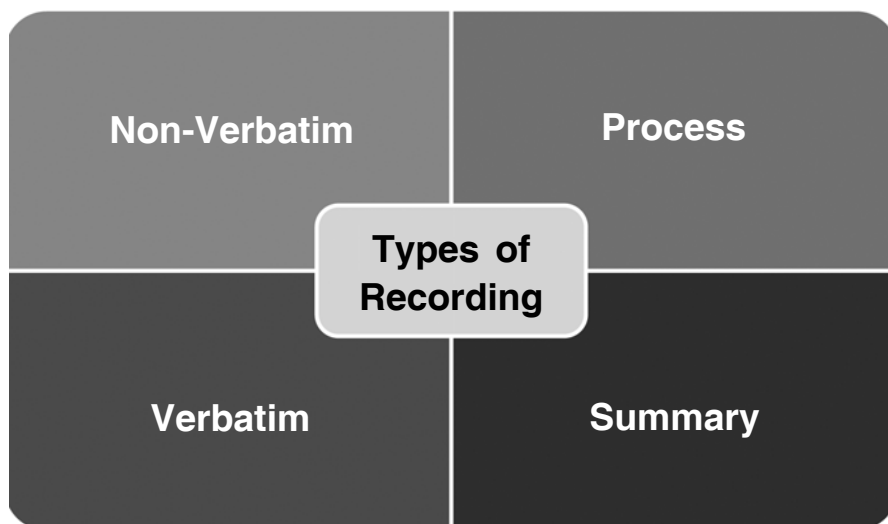 Non-Verbatim
Process
Types of
Recording
Verbatim
Summary